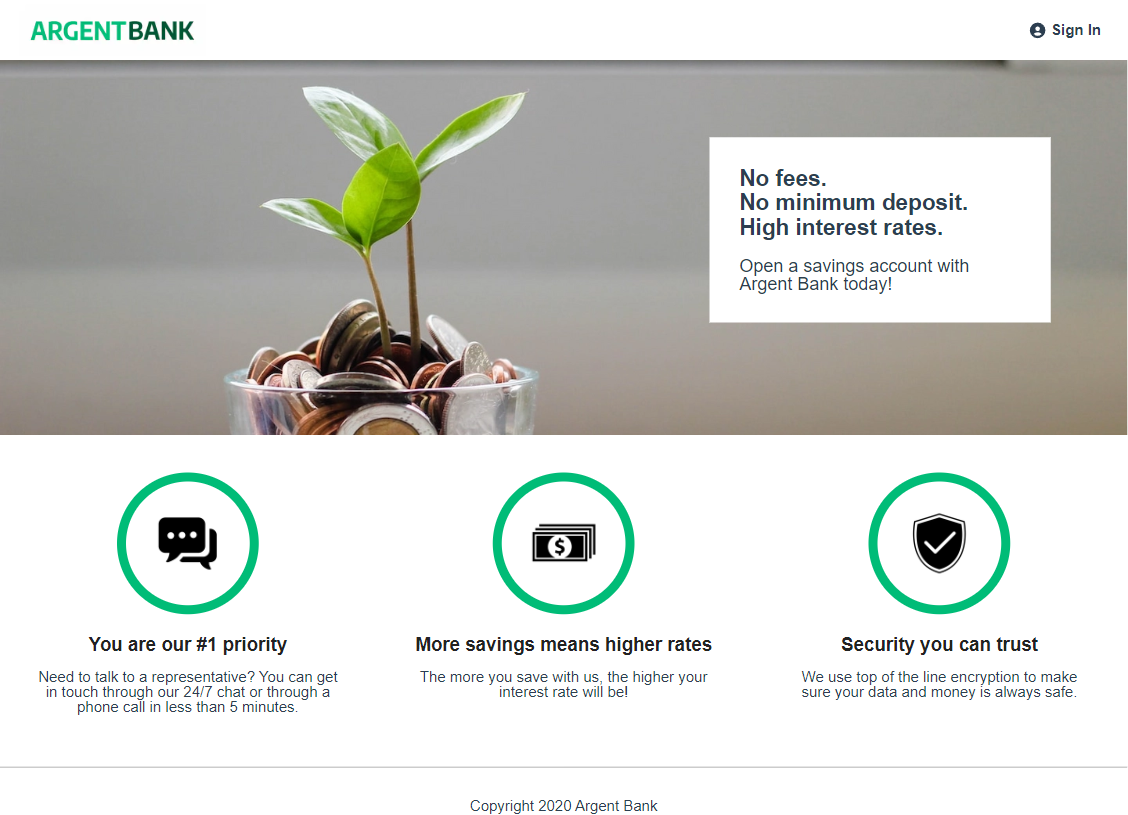 ARGENTBANK
Sign In
No fees.
No minimum deposit.
High interest rates.
Open a savings account with
Argent Bank today!
You are our #1 priority
Need to talk to a representative? You can get
in touch through our 24/7 chat or through a
phone call in less than 5 minutes.
More savings means higher rates
The more you save with us, the higher your
interest rate will be!
Security you can trust
We use top of the line encryption to make
sure your data and money is always safe.
Copyright 2020 Argent Bank